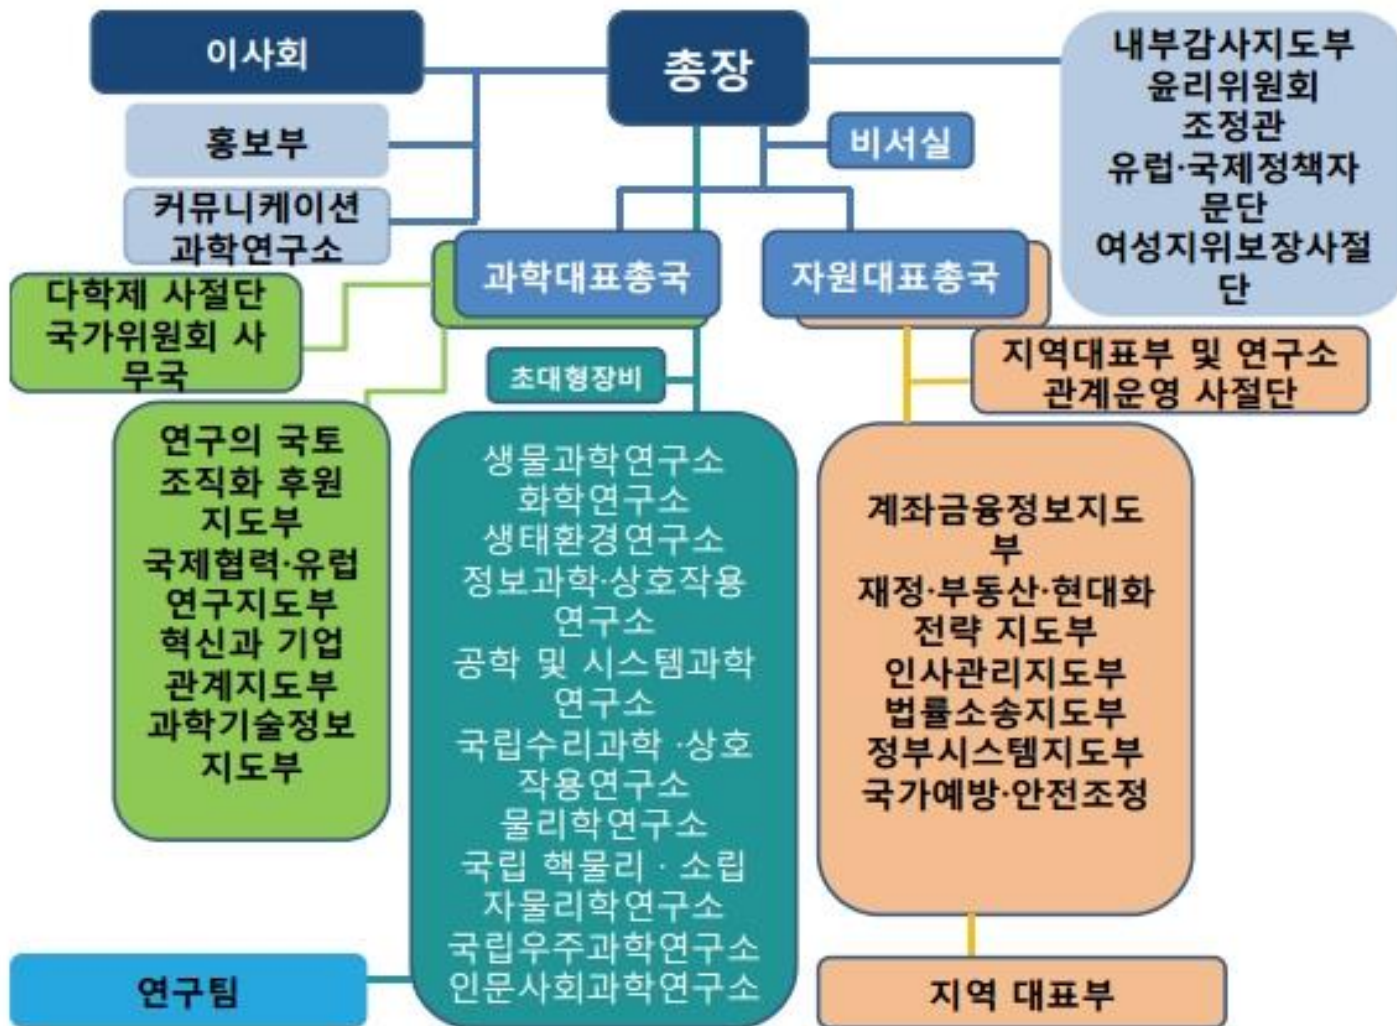 이사회
총장
홍보부
커뮤니케이션
과학연구소
비서실
내부감사지도부
윤리위원회
조정관
유럽·국제정책자
문단
여성지위보장사절
단
과학대표총국
자원대표총국
다학제 사절단
국가위원회 사
무국
초대형장비
지역대표부 및 연구소
관계운영 사절단
연구의 국토
조직화 후원
지도부
국제협력·유럽
연구지도부
혁신과 기업
관계지도부
과학기술정보
지도부
생물과학연구소
화학연구소
생태환경연구소
정보과학·상호작용
연구소
공학 및 시스템과학
연구소
국립수리과학 ·상호
작용연구소
물리학연구소
국립 핵물리 · 소립
자물리학연구소
국립우주과학연구소
인문사회과학연구소
계좌금융정보지도
부
재정·부동산·현대화
전략 지도부
인사관리지도부
법률소송지도부
정부시스템지도부
국가예방·안전조정
연구팀
지역 대표부